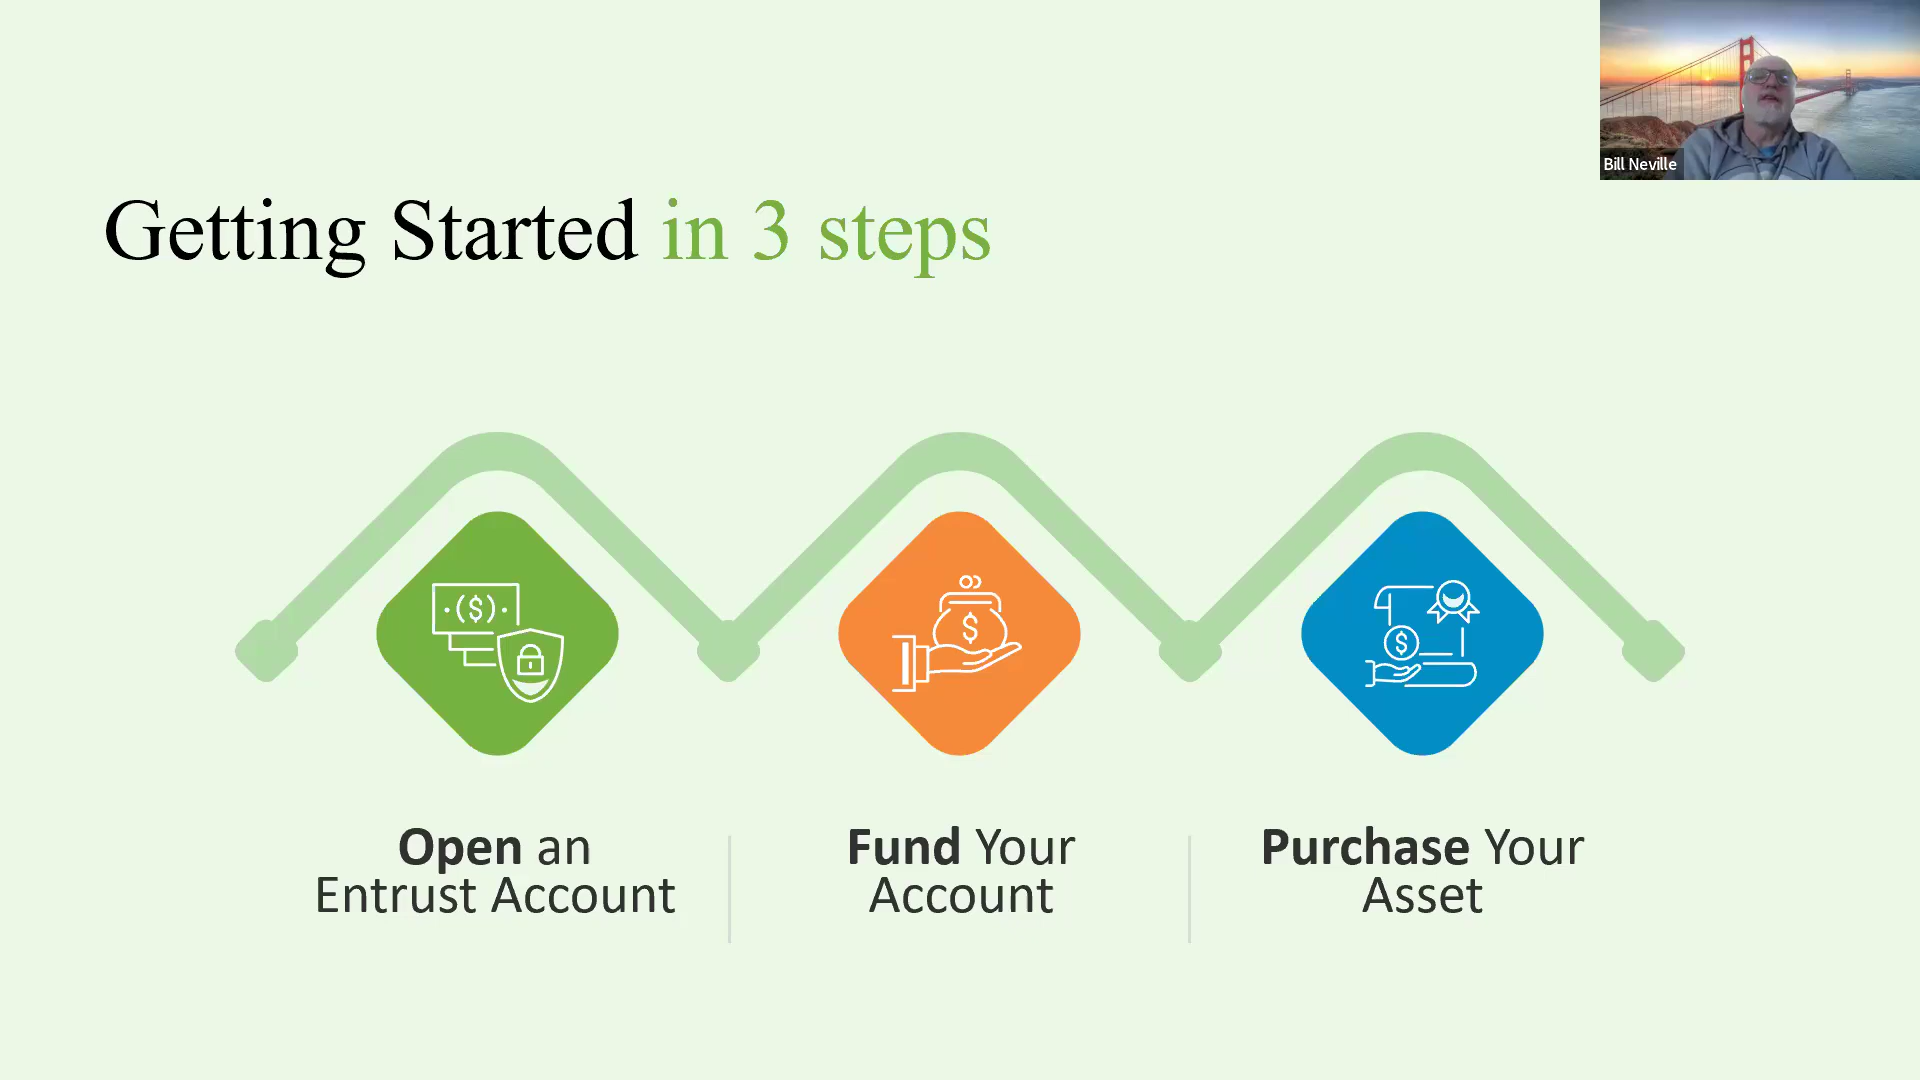 Bill Neville
Getting Started in 3 steps
($)
$
$
Open an
Entrust Account
Fund Your
Account
Purchase Your
Asset